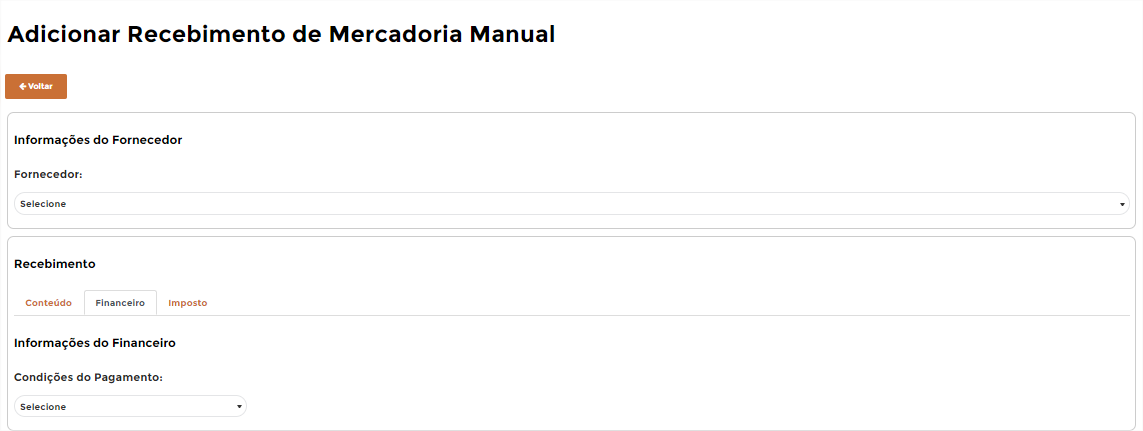 Adicionar Recebimento de Mercadoria Manual
Voltar
Informações do Fornecedor
Fornecedor:
Selecione
Recebimento
Conteúdo Financeiro Imposto
Informações do Financeiro
Condições do Pagamento:
Selecione